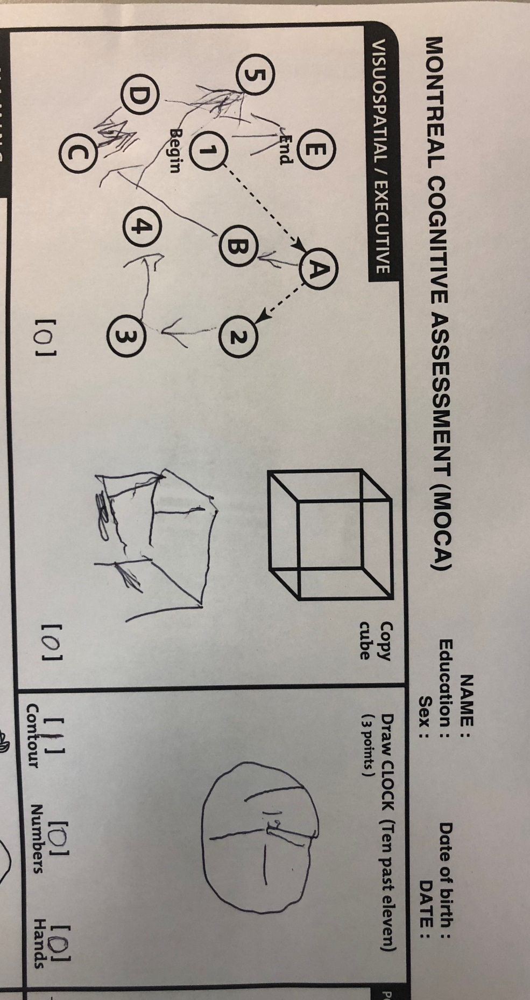 MONTREAL COGNITIVE ASSESSMENT (MOCA)
NAME :
Education :
Sex :
Date of birth :
DATE :
VISUOSPATIAL / EXECUTIVE
E
End
5
A
1
Begin
B
2
D
4
3
C
[0]
Copy
cube
[0]
Draw CLOCK (Ten past eleven)
(3 points)
[1]
Contour
[0]
Numbers
[0]
Hands